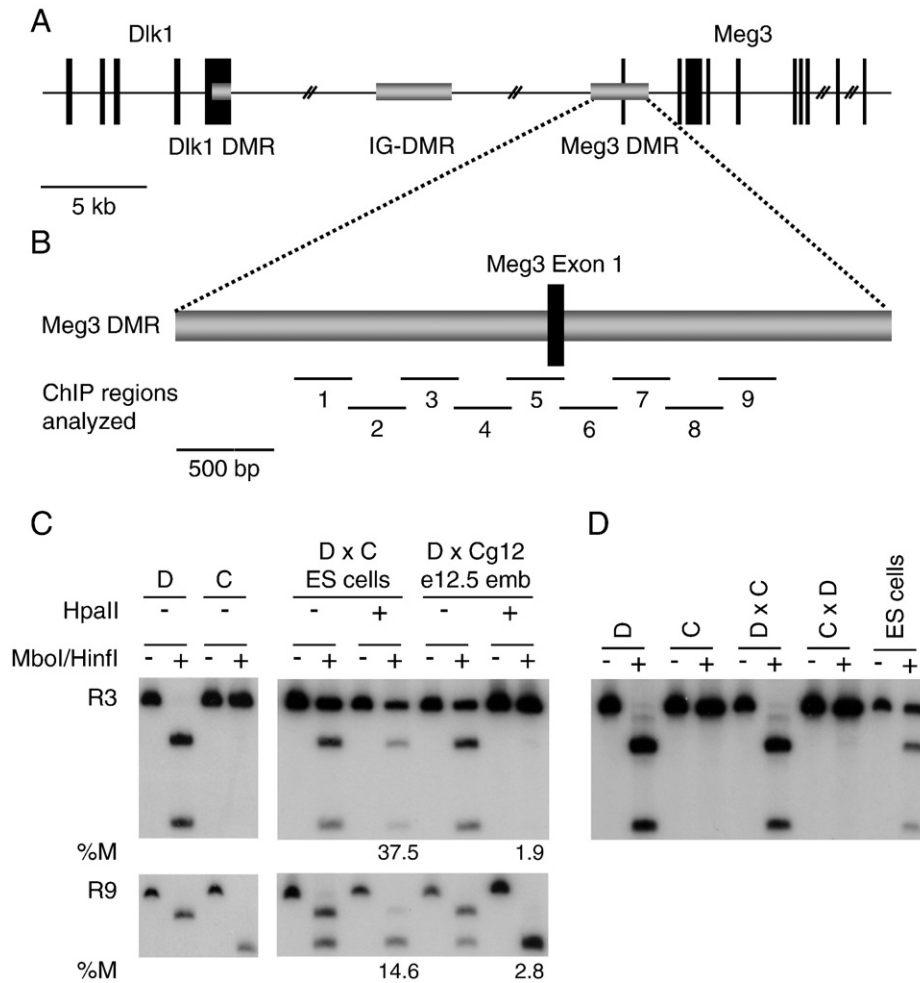 A
Dlk1 Meg3
Dlk1 DMR IG-DMR Meg3 DMR
5 kb
B
Meg3 Exon 1
Meg3 DMR
ChIP regions
analyzed
1 3 5 7 9
2 4 6 8
500 bp
C
D C D x C ES cells D x Cg12 e12.5 emb
HpaII - - - + - +
MboI/HinfI - + - + - + - + - + - +
R3
%M 37.5 1.9
R9
%M 14.6 2.8
D
D C D x C C x D ES cells
- + - + - + - + - +